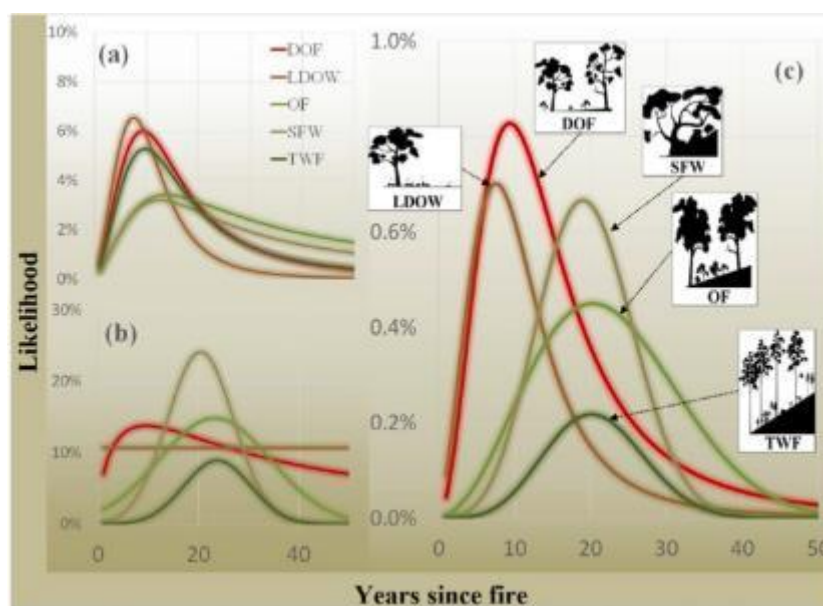 10%
8%
6%
4%
2%
0%
(a)
DOF
LDOW
OF
SFW
TWF
30%
20%
10%
0%
(b)
0
20
40
Likelihood
1.0%
0.6%
0.4%
0.2%
0.0%
(c)
LDOW
DOF
SFW
OF
TWF
0
10
20
30
40
50
Years since fire